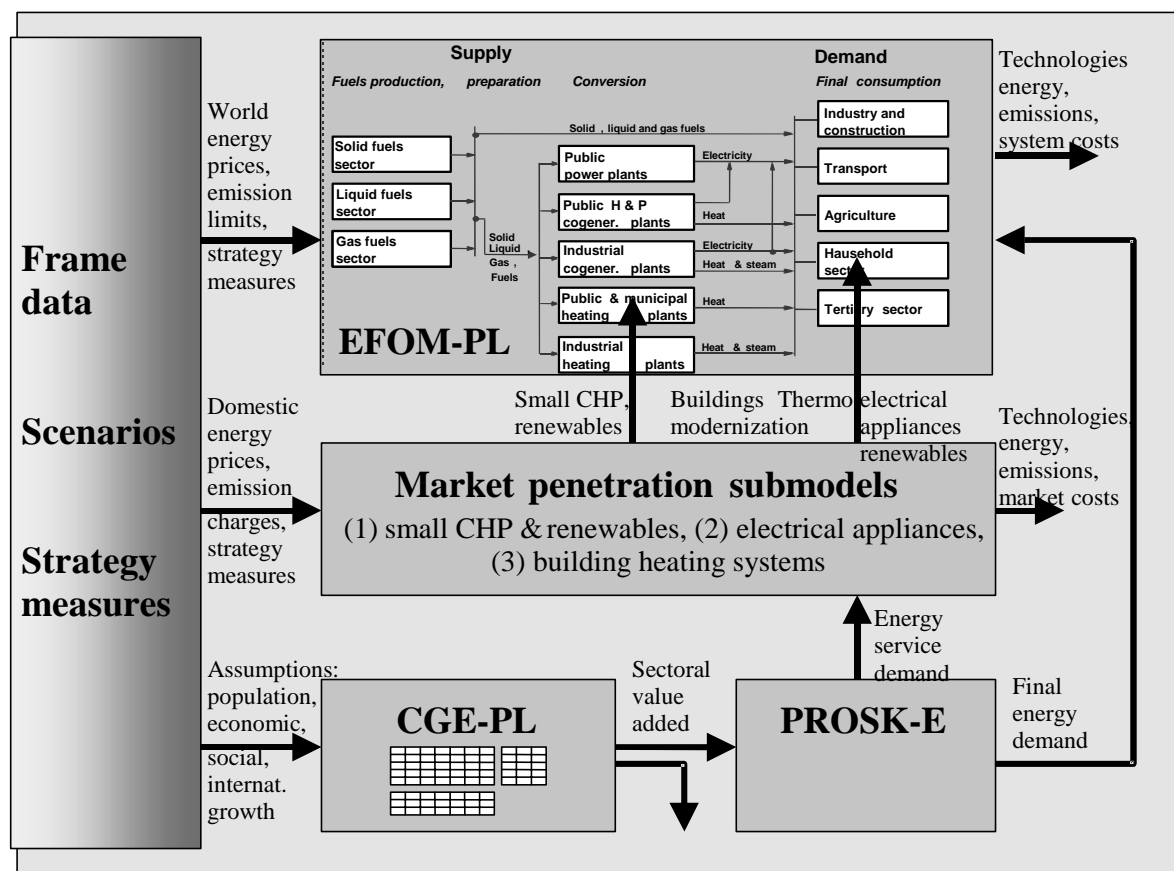 Frame
data
Scenarios
Strategy
measures
World
energy
prices,
emission
limits,
strategy
measures
Domestic
energy
prices,
emission
charges,
strategy
measures
Assumptions:
population,
economic,
social,
internat.
growth
Supply
Demand
Fuels production, preparation Conversion
Final consumption
Solid , liquid and gas fuels
Solid fuels
sector
Liquid fuels
sector
Gas fuels
sector
Solid
Liquid
Gas ,
Fuels
Public
power plants
Public H & P
cogener. plants
Industrial
cogener. plants
Public & municipal
heating plants
Industrial
heating plants
Electricity
Heat
Electricity
Heat & steam
Heat
Heat & steam
Industry and
construction
Transport
Agriculture
Hausehold
sector
Tertiary sector
EFOM-PL
Technologies
energy,
emissions,
system costs
Small CHP,
renewables
Buildings
modernization
Thermo electrical
appliances
renewables
Market penetration submodels
(1) small CHP & renewables, (2) electrical appliances,
(3) building heating systems
Technologies,
energy,
emissions,
market costs
Energy
service
demand
CGE-PL
Sectoral
value
added
PROSK-E
Final
energy
demand